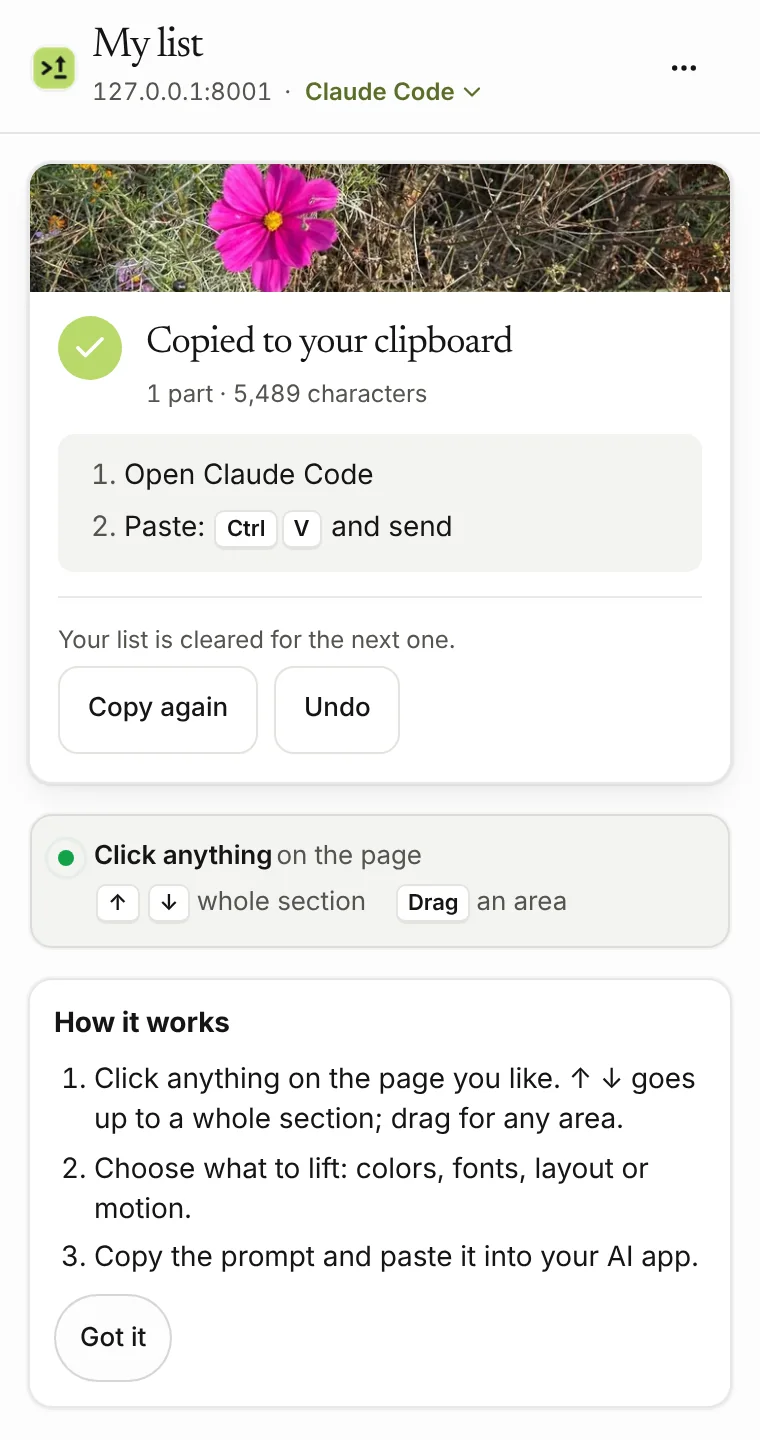 My list
127.0.0.1:8001 · Claude Code
Copied to your clipboard
1 part · 5,489 characters
1. Open Claude Code
2. Paste: Ctrl V and send
Your list is cleared for the next one.
Copy again Undo
Click anything on the page
↑ ↓ whole section Drag an area
How it works
1. Click anything on the page you like. ↑ ↓ goes
up to a whole section; drag for any area.
2. Choose what to lift: colors, fonts, layout or
motion.
3. Copy the prompt and paste it into your AI app.
Got it